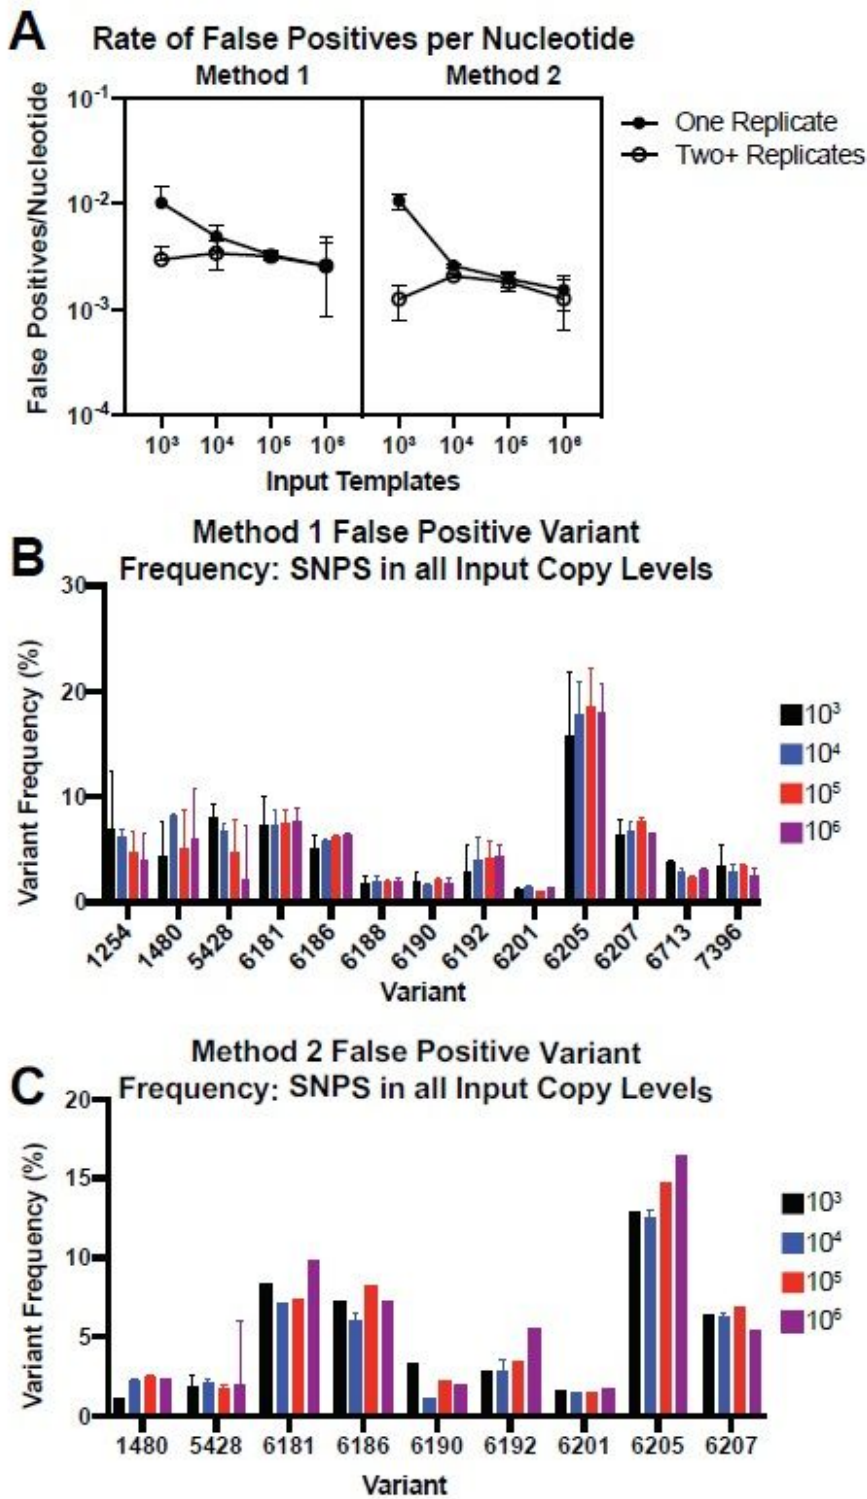 A
Rate of False Positives per Nucleotide
Method 1
Method 2
False Positives/Nucleotide
10⁻¹
10⁻²
10⁻³
10⁻⁴
10³ 10⁴ 10⁵ 10⁶
10³ 10⁴ 10⁵ 10⁶
Input Templates
One Replicate
Two+ Replicates
B
Method 1 False Positive Variant
Frequency: SNPS in all Input Copy Levels
Variant Frequency (%)
30
20
10
0
1254 1480 5428 6181 6186 6188 6190 6192 6201 6205 6207 6713 7396
Variant
10³
10⁴
10⁵
10⁶
C
Method 2 False Positive Variant
Frequency: SNPS in all Input Copy Levels
Variant Frequency (%)
20
15
10
5
0
1480 5428 6181 6186 6190 6192 6201 6205 6207
Variant
10³
10⁴
10⁵
10⁶